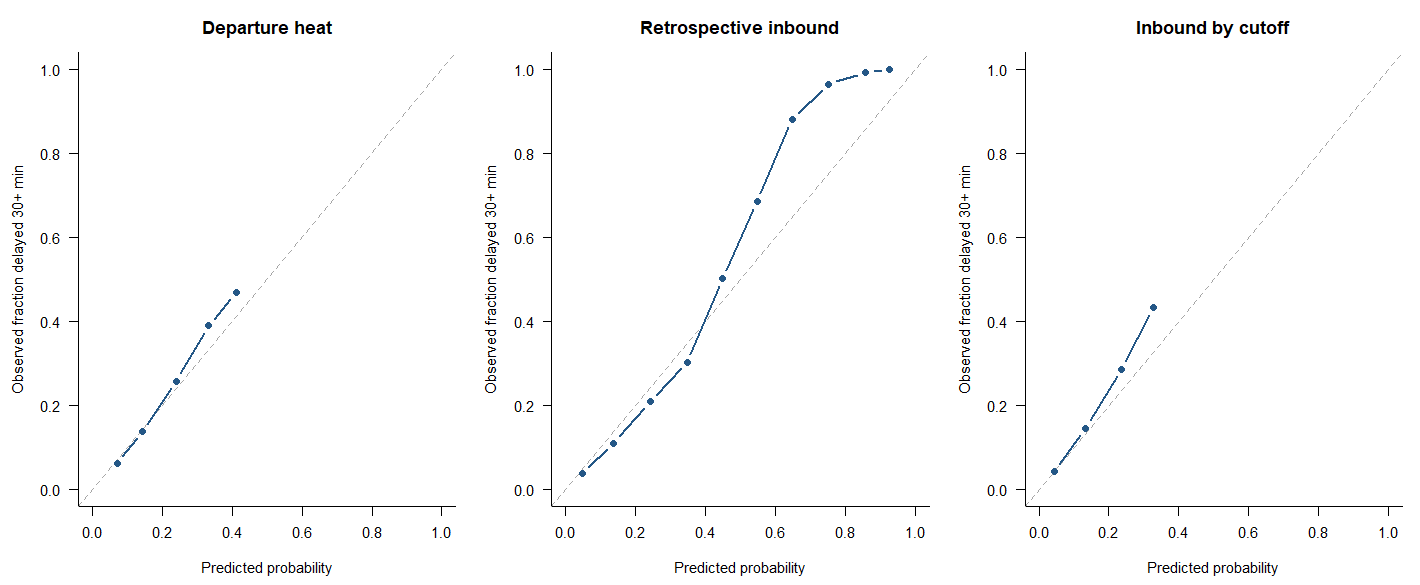 Departure heat
Observed fraction delayed 30+ min
1.0
0.8
0.6
0.4
0.2
0.0
0.0 0.2 0.4 0.6 0.8 1.0
Predicted probability
Retrospective inbound
Observed fraction delayed 30+ min
1.0
0.8
0.6
0.4
0.2
0.0
0.0 0.2 0.4 0.6 0.8 1.0
Predicted probability
Inbound by cutoff
Observed fraction delayed 30+ min
1.0
0.8
0.6
0.4
0.2
0.0
0.0 0.2 0.4 0.6 0.8 1.0
Predicted probability